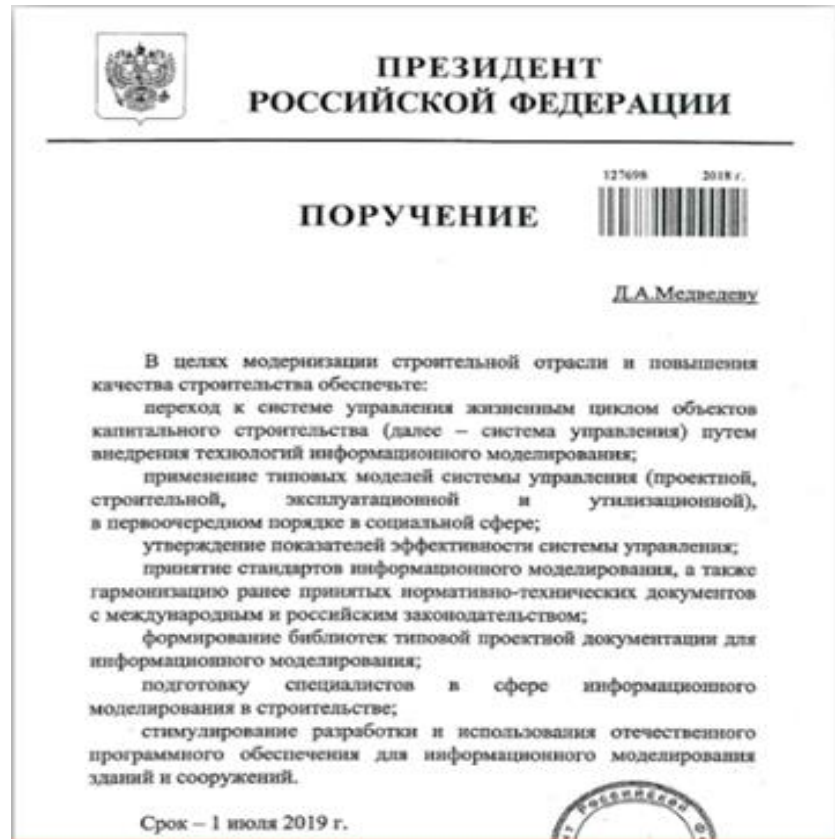 ПРЕЗИДЕНТ
РОССИЙСКОЙ ФЕДЕРАЦИИ
127698 2018 г.
ПОРУЧЕНИЕ
Д.А.Медведеву
В целях модернизации строительной отрасли и повышения
качества строительства обеспечьте:
переход к системе управления жизненным циклом объектов
капитального строительства (далее – система управления) путем
внедрения технологий информационного моделирования;
применение типовых моделей системы управления (проектной,
строительной, эксплуатационной и утилизационной),
в первоочередном порядке в социальной сфере;
утверждение показателей эффективности системы управления;
принятие стандартов информационного моделирования, а также
гармонизацию ранее принятых нормативно-технических документов
с международным и российским законодательством;
формирование библиотек типовой проектной документации для
информационного моделирования;
подготовку специалистов в сфере информационного
моделирования в строительстве;
стимулирование разработки и использования отечественного
программного обеспечения для информационного моделирования
зданий и сооружений.
Срок – 1 июля 2019 г.
Российской